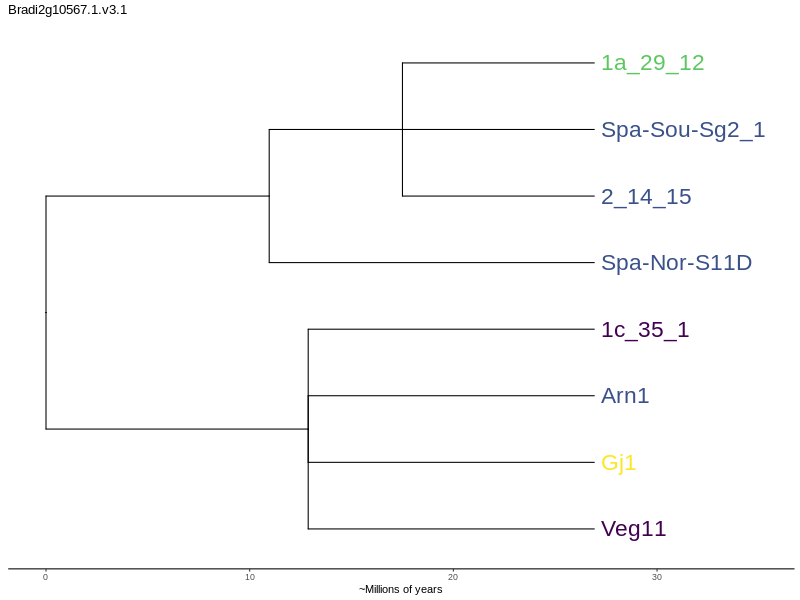 Bradi2g10567.1.v3.1
1a_29_12
Spa-Sou-Sg2_1
2_14_15
Spa-Nor-S11D
1c_35_1
Arn1
Gj1
Veg11
0 10 20 30
~Millions of years